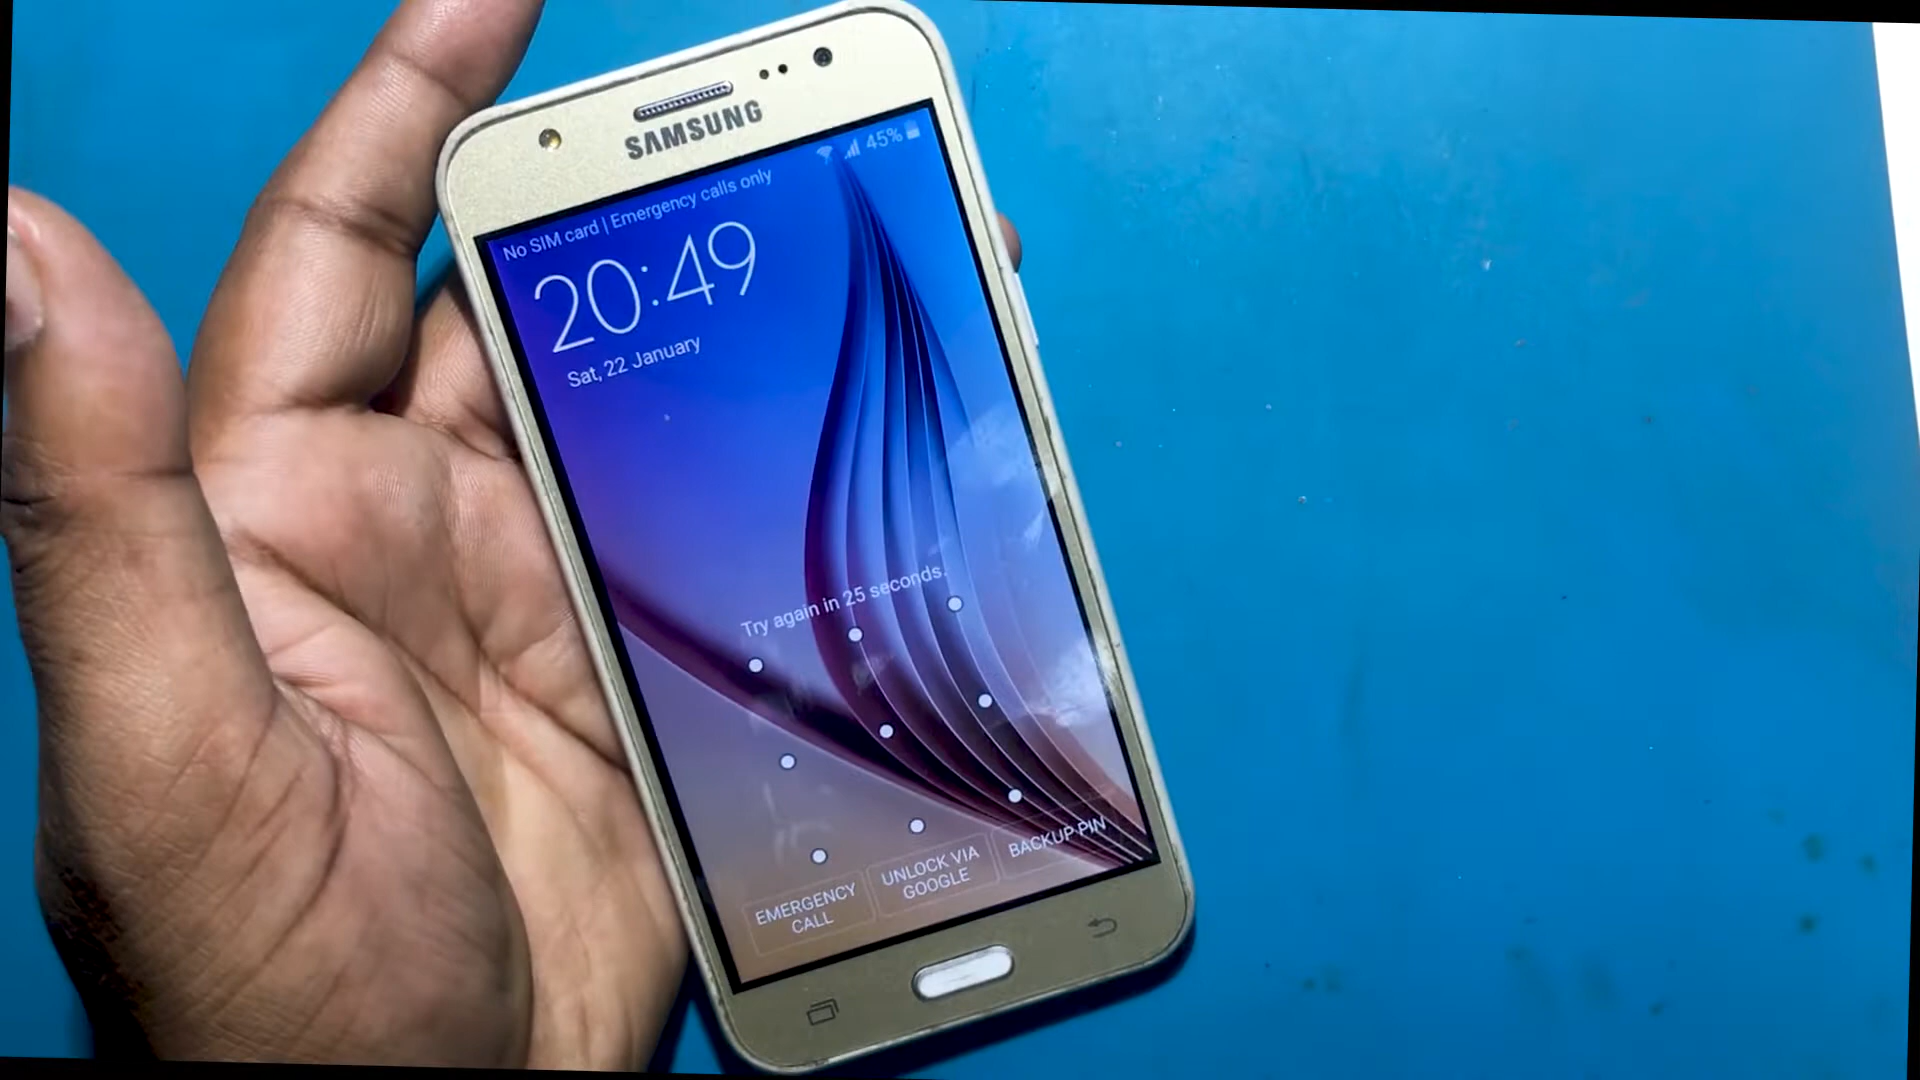 SAMSUNG
45%
No SIM card | Emergency calls only
20:49
Sat, 22 January
Try again in 25 seconds.
EMERGENCY
CALL
UNLOCK VIA
GOOGLE
BACKUP PIN